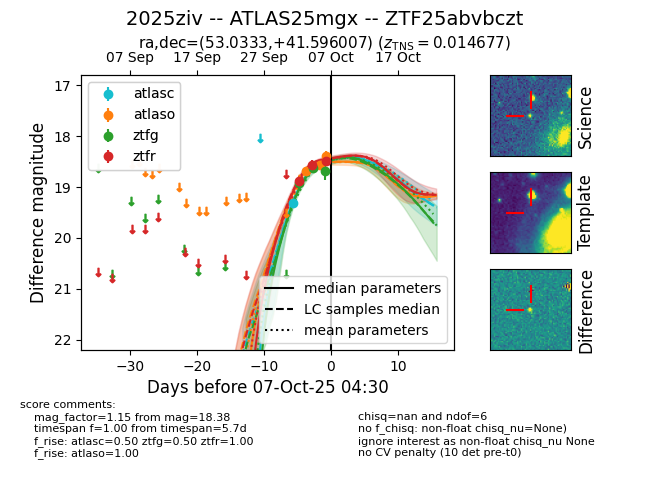 2025ziv -- ATLAS25mgx -- ZTF25abvbczt
ra,dec=(53.0333,+41.596007) (z_TNS = 0.014677)
07 Sep 17 Sep 27 Sep 07 Oct 17 Oct
17
18
19
20
21
22
Difference magnitude
atlasc
atlaso
ztfg
ztfr
median parameters
LC samples median
mean parameters
−30 −20 −10 0 10
Days before 07-Oct-25 04:30
Science
Template
Difference
score comments:
mag_factor=1.15 from mag=18.38
timespan f=1.00 from timespan=5.7d
f_rise: atlasc=0.50 ztfg=0.50 ztfr=1.00
f_rise: atlaso=1.00
chisq=nan and ndof=6
no f_chisq: non-float chisq_nu=None)
ignore interest as non-float chisq_nu None
no CV penalty (10 det pre-t0)